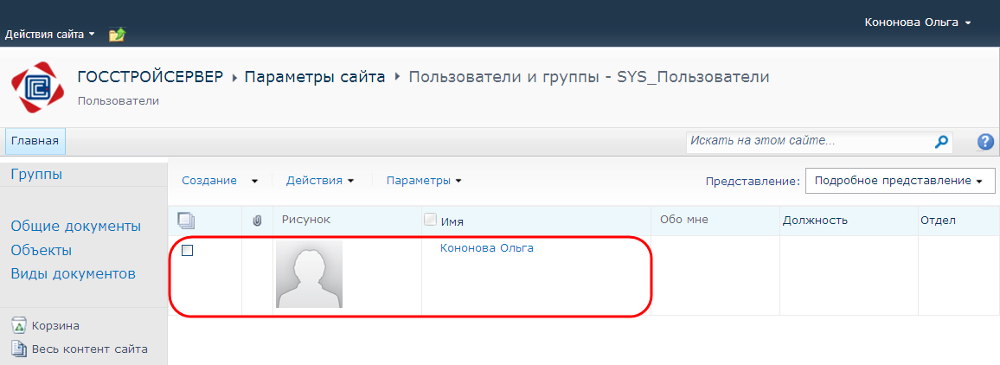 Кононова Ольга
Действия сайта
ГОССТРОЙСЕРВЕР Параметры сайта Пользователи и группы - SYS_Пользователи
Пользователи
Главная
Искать на этом сайте...
Группы
Создание Действия Параметры Представление: Подробное представление
Рисунок Имя Обо мне Должность Отдел
Общие документы
Объекты
Виды документов
Кононова Ольга
Корзина
Весь контент сайта